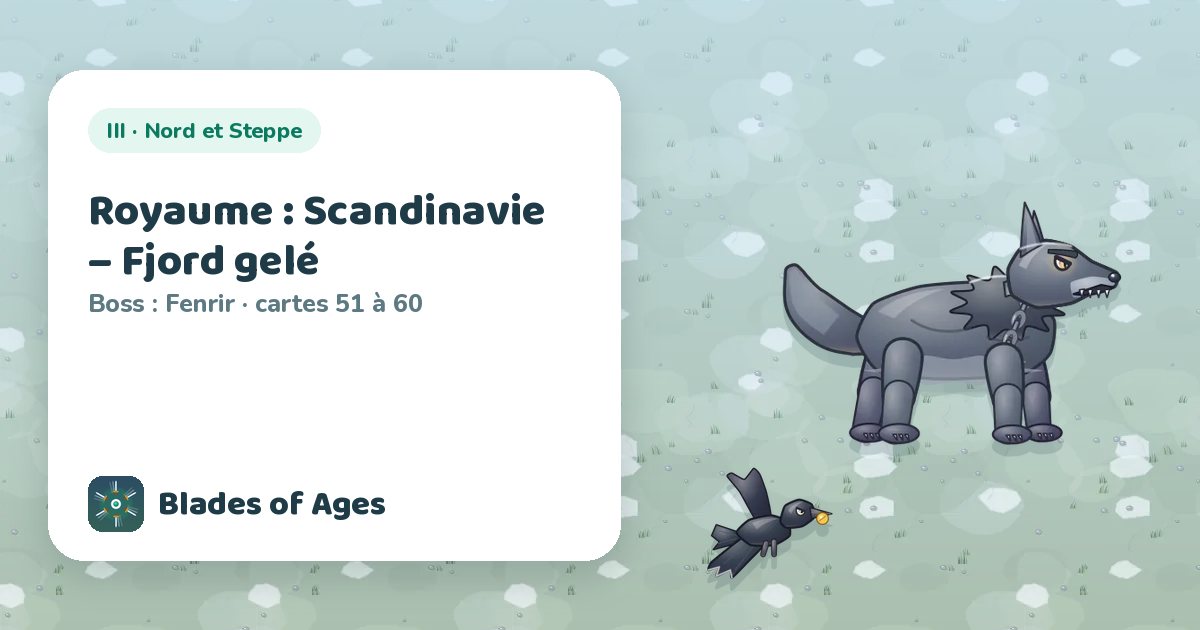 III · Nord et Steppe
Royaume : Scandinavie
– Fjord gelé
Boss : Fenrir · cartes 51 à 60
Blades of Ages